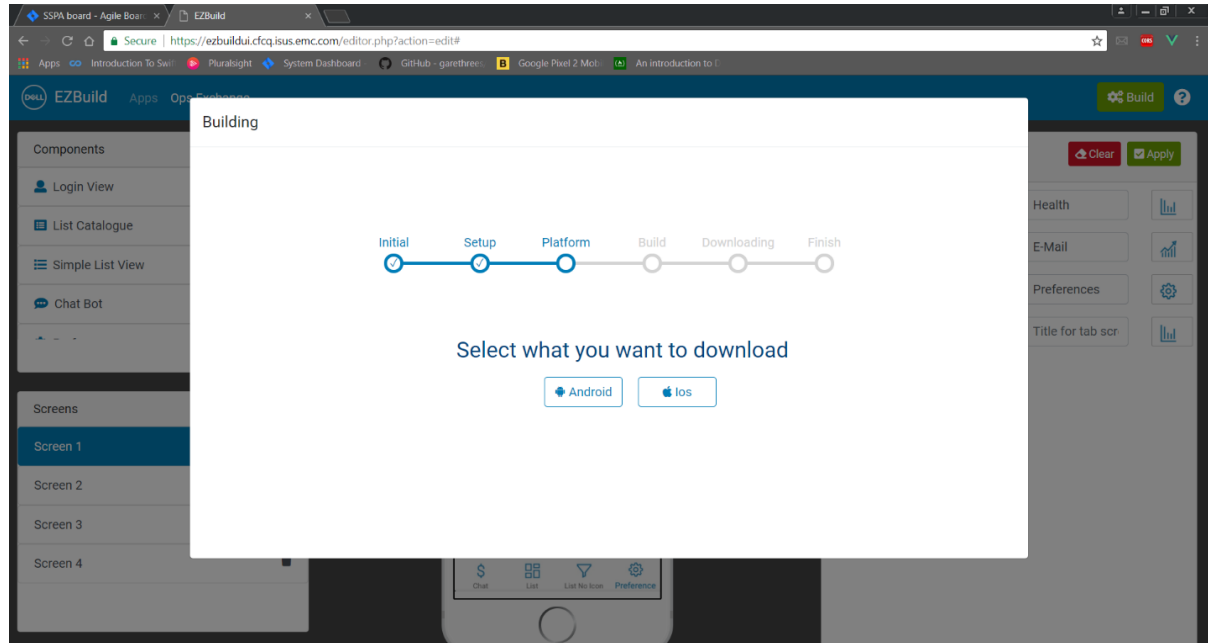 SSPA board - Agile Boar
EZBuild
Secure | https://ezbuildui.cfcq.isus.emc.com/editor.php?action=edit#
Apps
Introduction To Swif
Pluralsight
System Dashboard
GitHub - garethrees
Google Pixel 2 Mob
An introduction to
DELL
EZBuild
Apps
Ops Exchange
Build
Building
Components
Clear
Apply
Login View
Health
List Catalogue
E-Mail
Initial
Setup
Platform
Build
Downloading
Finish
Simple List View
Preferences
Chat Bot
Title for tab scr
Select what you want to download
Android
Ios
Screens
Screen 1
Screen 2
Screen 3
Screen 4
Chat
List
List No Icon
Preference